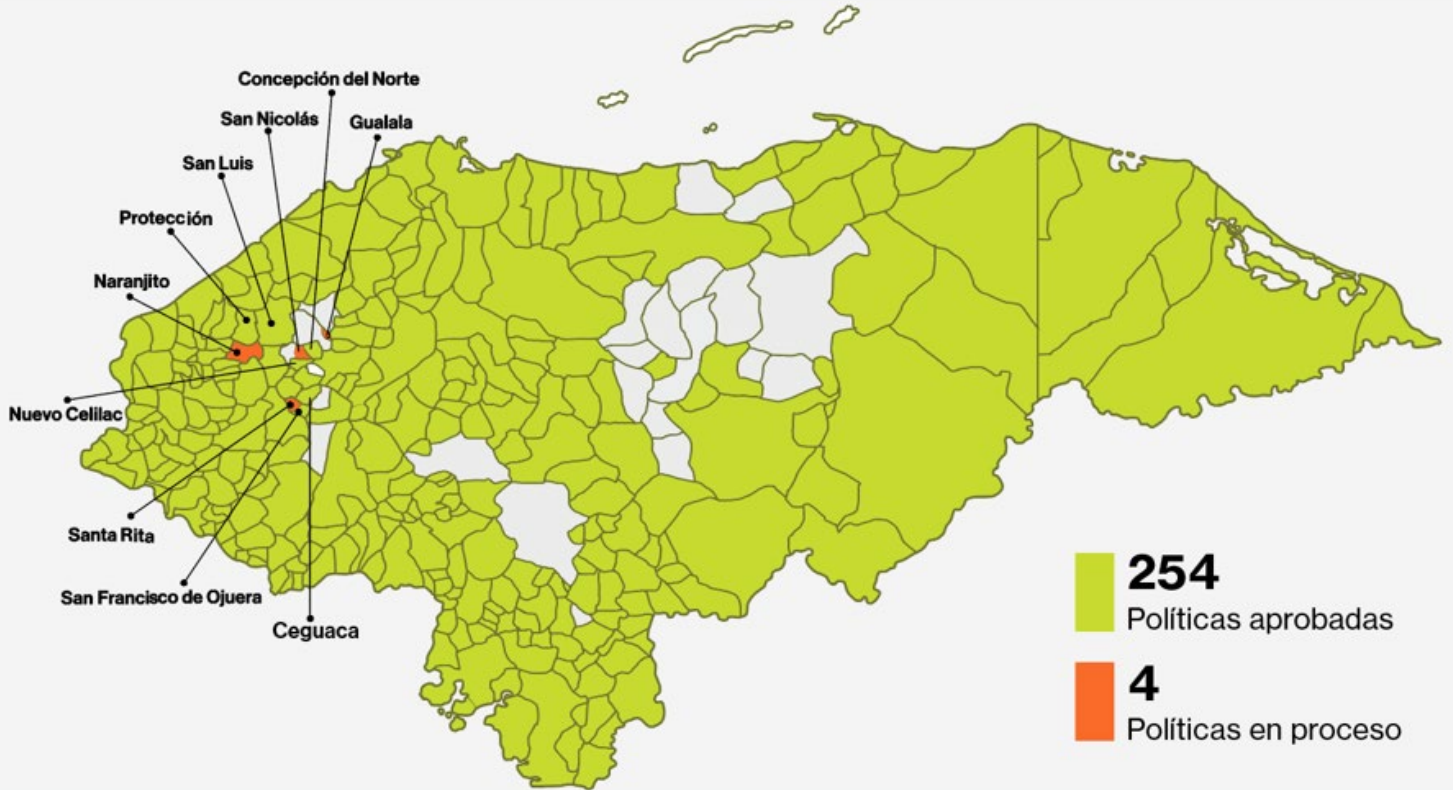 Concepción del Norte
San Nicolás
Gualala
San Luis
Protección
Naranjito
Nuevo Celilac
Santa Rita
San Francisco de Ojuera
Ceguaca
254
Políticas aprobadas
4
Políticas en proceso